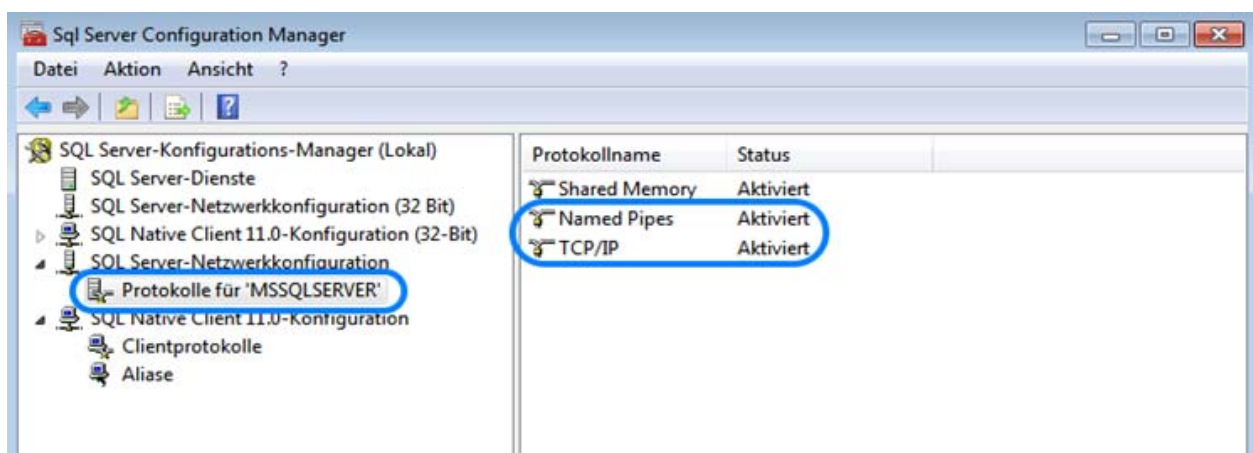 Sql Server Configuration Manager
Datei Aktion Ansicht ?
SQL Server-Konfigurations-Manager (Lokal)
SQL Server-Dienste
SQL Server-Netzwerkkonfiguration (32 Bit)
SQL Native Client 11.0-Konfiguration (32-Bit)
SQL Server-Netzwerkkonfiguration
Protokolle für 'MSSQLSERVER'
SQL Native Client 11.0-Konfiguration
Clientprotokolle
Aliase
Protokollname Status
Shared Memory Aktiviert
Named Pipes Aktiviert
TCP/IP Aktiviert